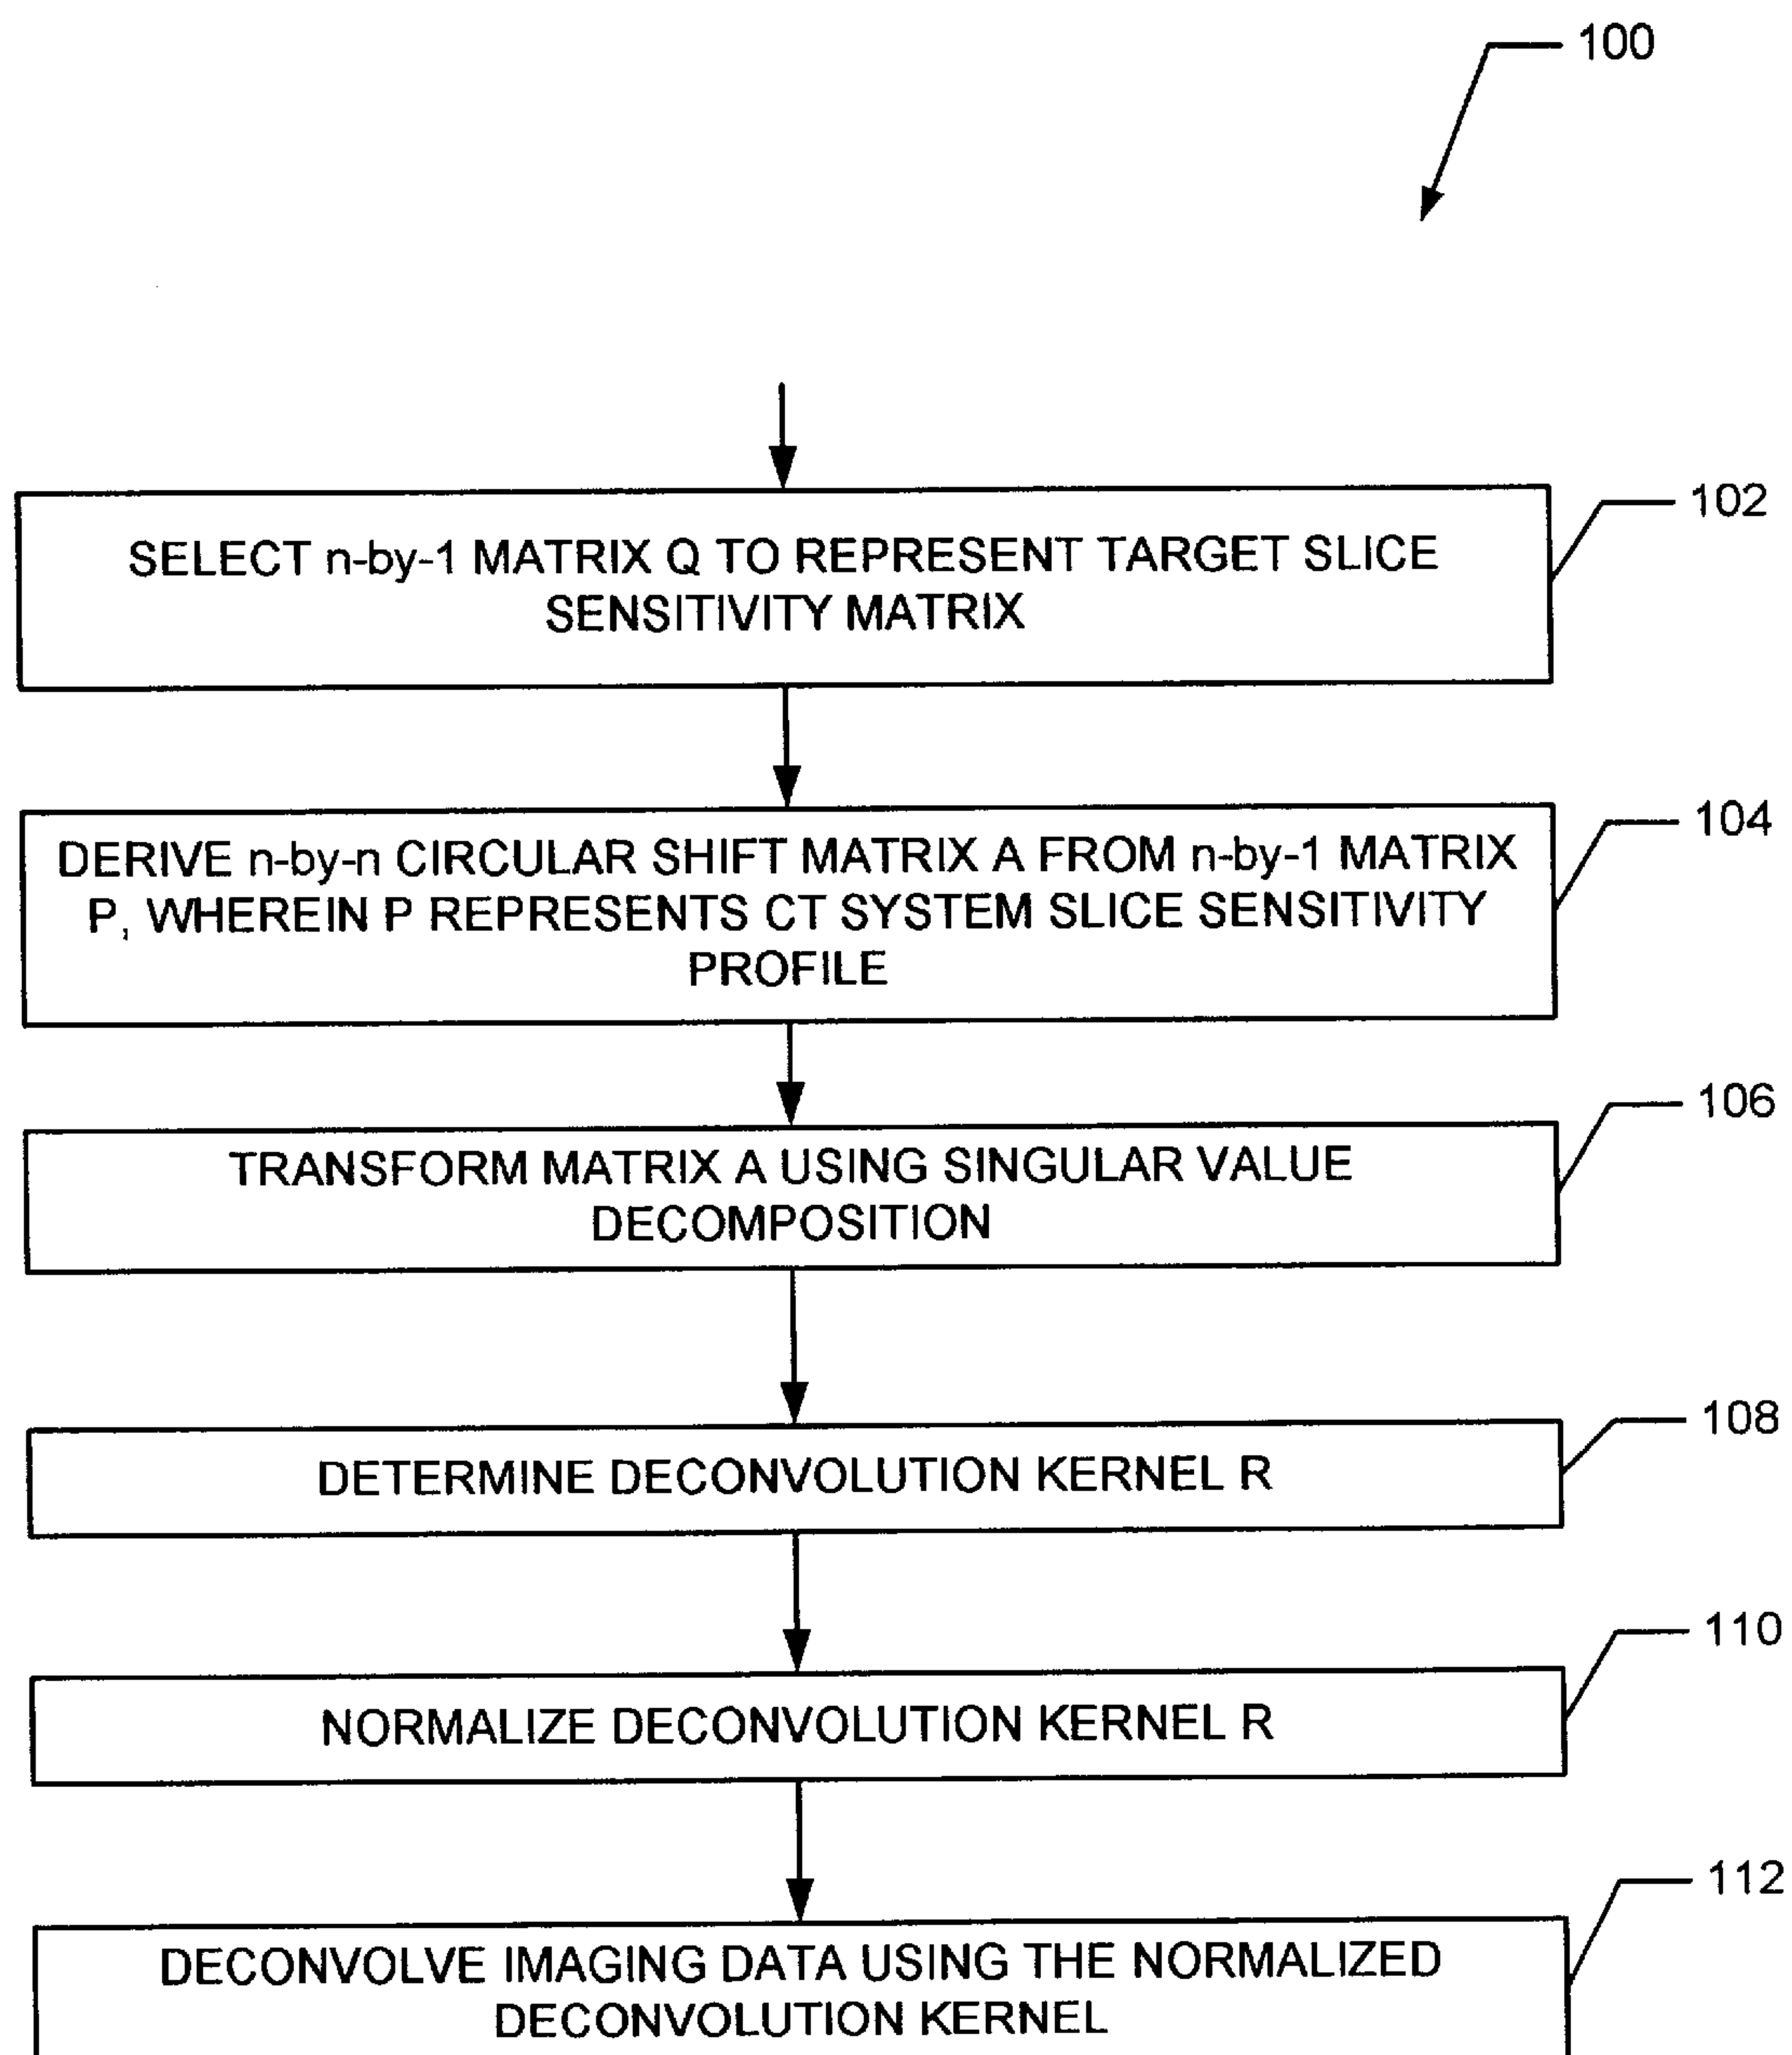 100
102
SELECT n-by-1 MATRIX Q TO REPRESENT TARGET SLICE
SENSITIVITY MATRIX
104
DERIVE n-by-n CIRCULAR SHIFT MATRIX A FROM n-by-1 MATRIX
P, WHEREIN P REPRESENTS CT SYSTEM SLICE SENSITIVITY
PROFILE
106
TRANSFORM MATRIX A USING SINGULAR VALUE
DECOMPOSITION
108
DETERMINE DECONVOLUTION KERNEL R
110
NORMALIZE DECONVOLUTION KERNEL R
112
DECONVOLVE IMAGING DATA USING THE NORMALIZED
DECONVOLUTION KERNEL